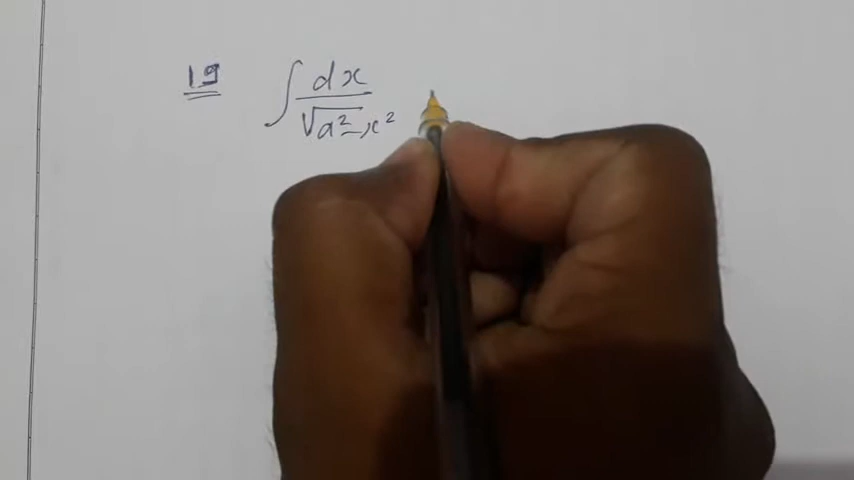 19 ∫ dx / √(a² - x²)